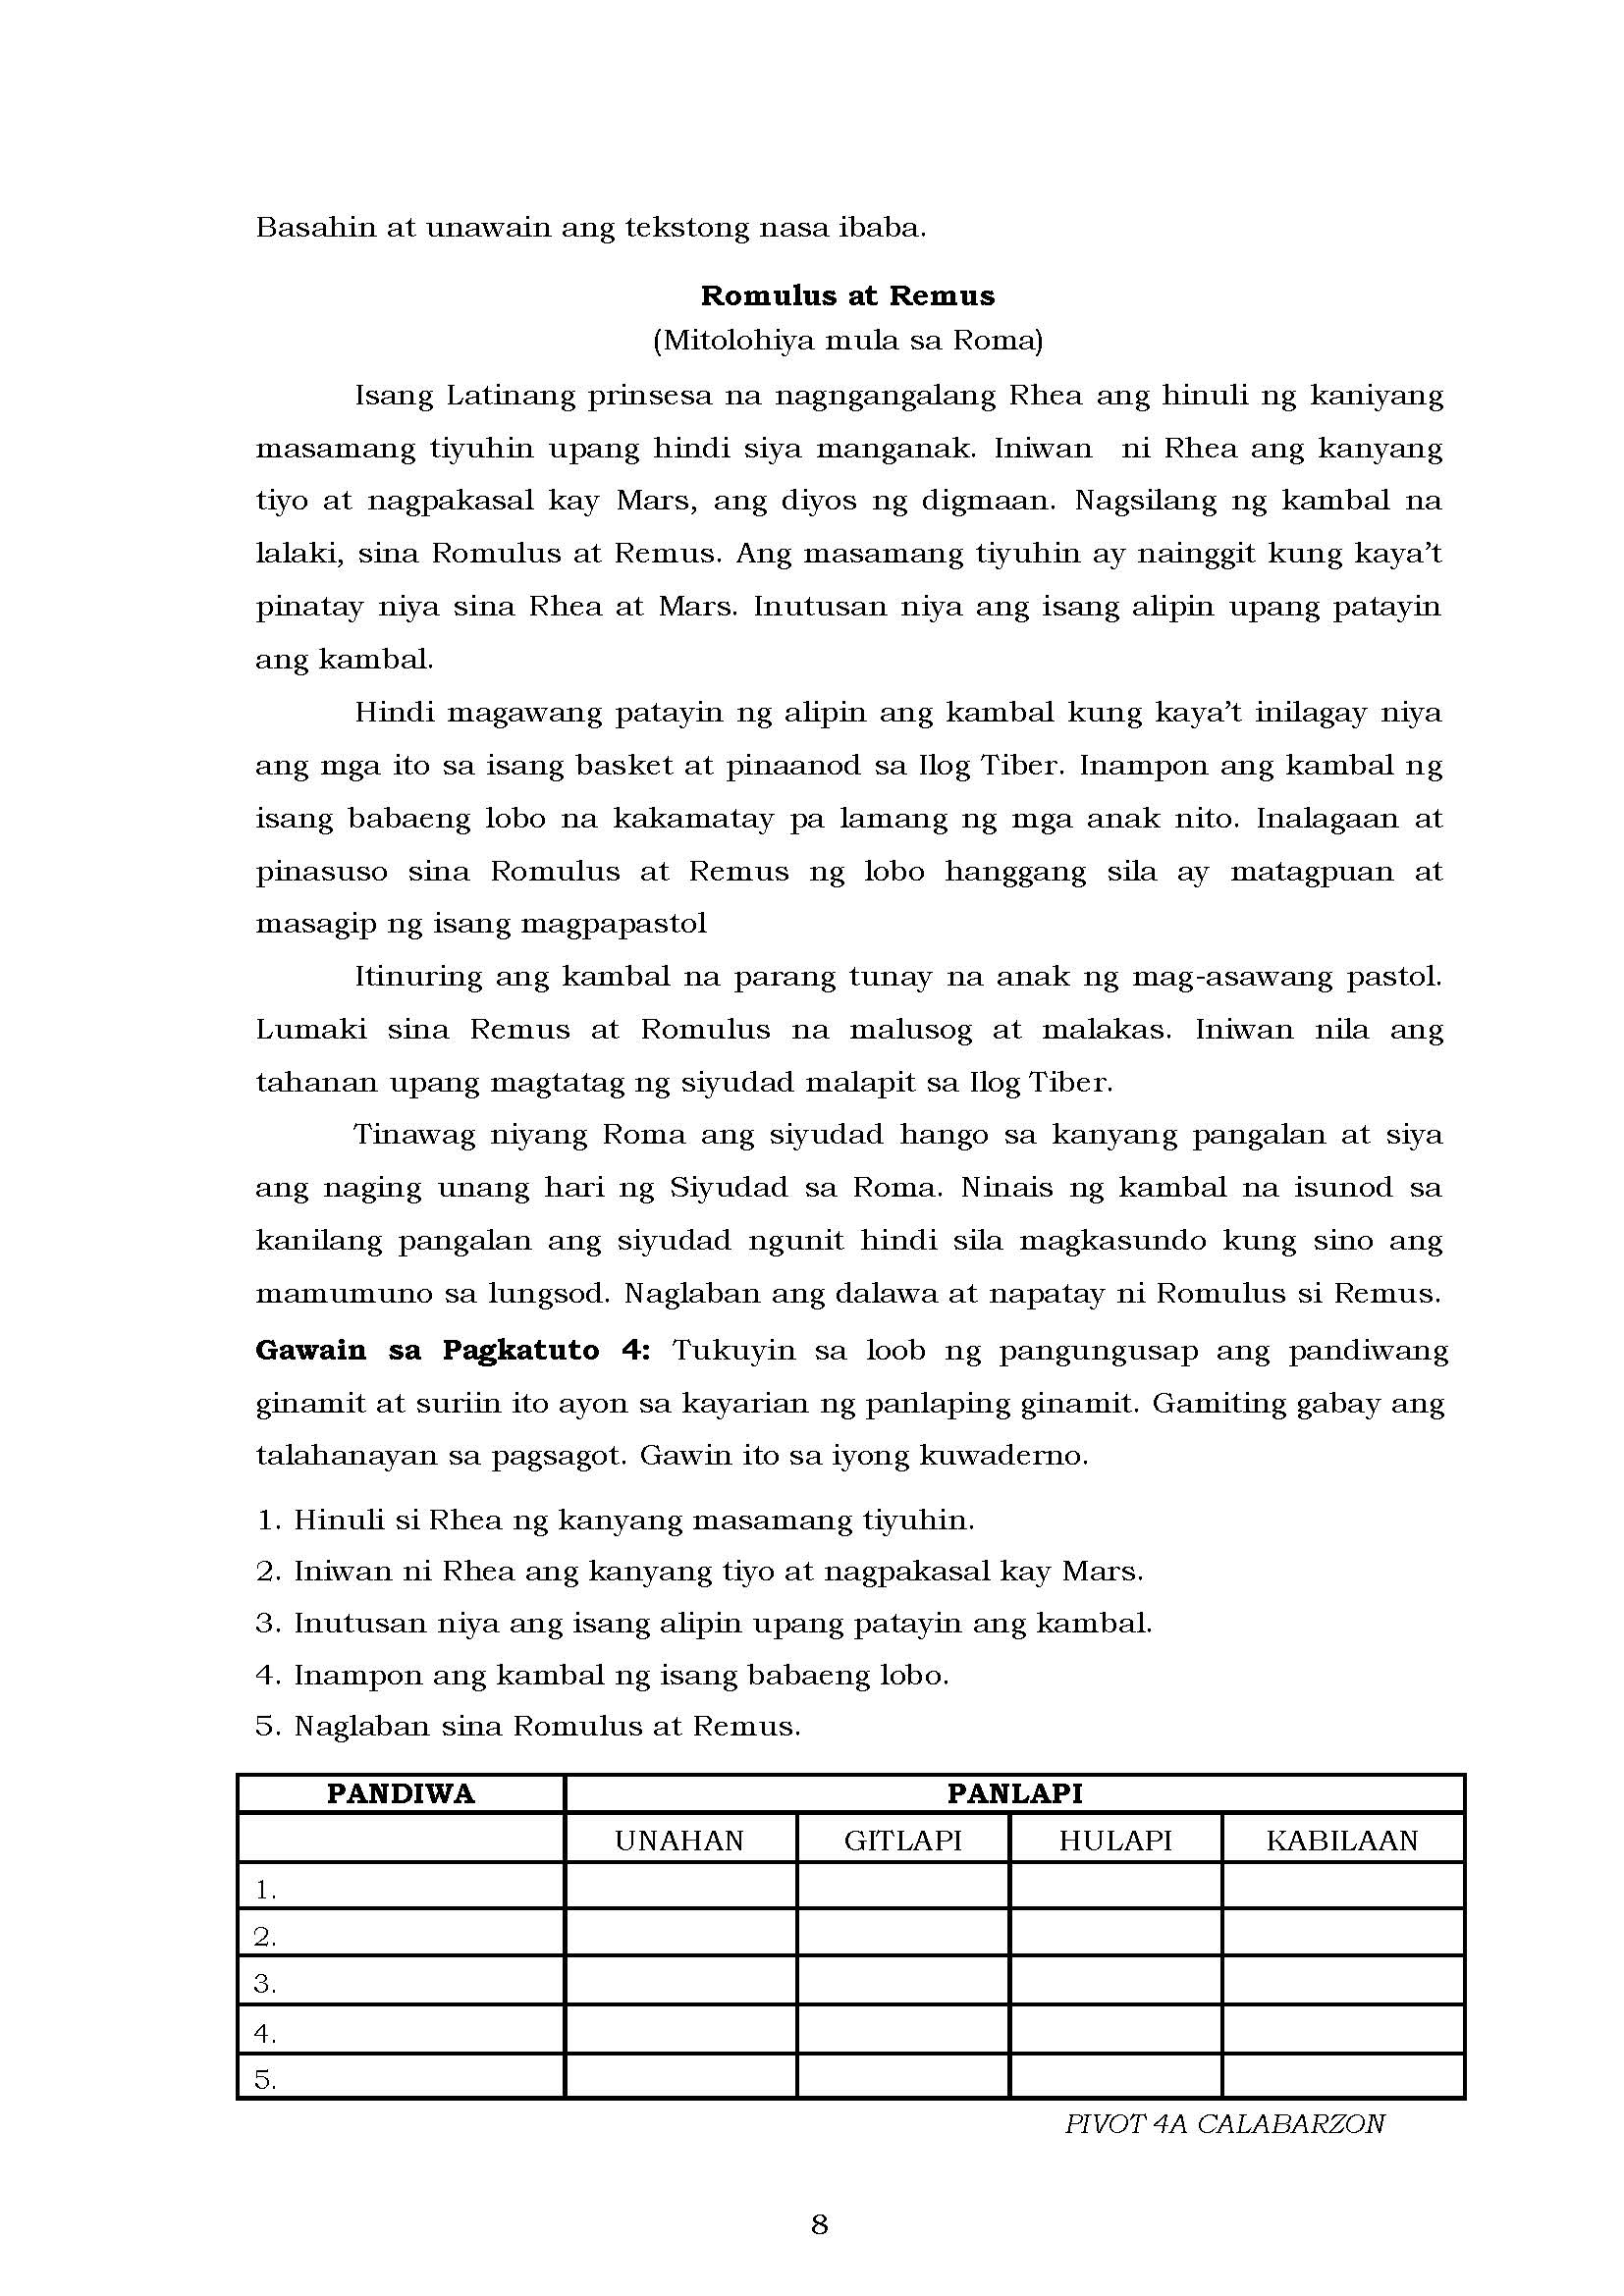 Basahin at unawain ang tekstong nasa ibaba.
Romulus at Remus
(Mitolohiya mula sa Roma)
Isang Latinang prinsesa na nagngangalang Rhea ang hinuli ng kaniyang
masamang tiyuhin upang hindi siya manganak. Iniwan ni Rhea ang kanyang
tiyo at nagpakasal kay Mars, ang diyos ng digmaan. Nagsilang ng kambal na
lalaki, sina Romulus at Remus. Ang masamang tiyuhin ay nainggit kung kaya't
pinatay niya sina Rhea at Mars. Inutusan niya ang isang alipin upang patayin
ang kambal.
Hindi magawang patayin ng alipin ang kambal kung kaya't inilagay niya
ang mga ito sa isang basket at pinaanod sa Ilog Tiber. Inampon ang kambal ng
isang babaeng lobo na kakamatay pa lamang ng mga anak nito. Inalagaan at
pinasuso sina Romulus at Remus ng lobo hanggang sila ay matagpuan at
masagip ng isang magpapastol
Itinuring ang kambal na parang tunay na anak ng mag-asawang pastol.
Lumaki sina Remus at Romulus na malusog at malakas. Iniwan nila ang
tahanan upang magtatag ng siyudad malapit sa Ilog Tiber.
Tinawag niyang Roma ang siyudad hango sa kanyang pangalan at siya
ang naging unang hari ng Siyudad sa Roma. Ninais ng kambal na isunod sa
kanilang pangalan ang siyudad ngunit hindi sila magkasundo kung sino ang
mamumuno sa lungsod. Naglaban ang dalawa at napatay ni Romulus si Remus.
Gawain sa Pagkatuto 4: Tukuyin sa loob ng pangungusap ang pandiwang
ginamit at suriin ito ayon sa kayarian ng panlaping ginamit. Gamiting gabay ang
talahanayan sa pagsagot. Gawin ito sa iyong kuwaderno.
1. Hinuli si Rhea ng kanyang masamang tiyuhin.
2. Iniwan ni Rhea ang kanyang tiyo at nagpakasal kay Mars.
3. Inutusan niya ang isang alipin upang patayin ang kambal.
4. Inampon ang kambal ng isang babaeng lobo.
5. Naglaban sina Romulus at Remus.
PANDIWA PANLAPI
UNAHAN GITLAPI HULAPI KABILAAN
1.
2.
3.
4.
5.
PIVOT 4A CALABARZON
8